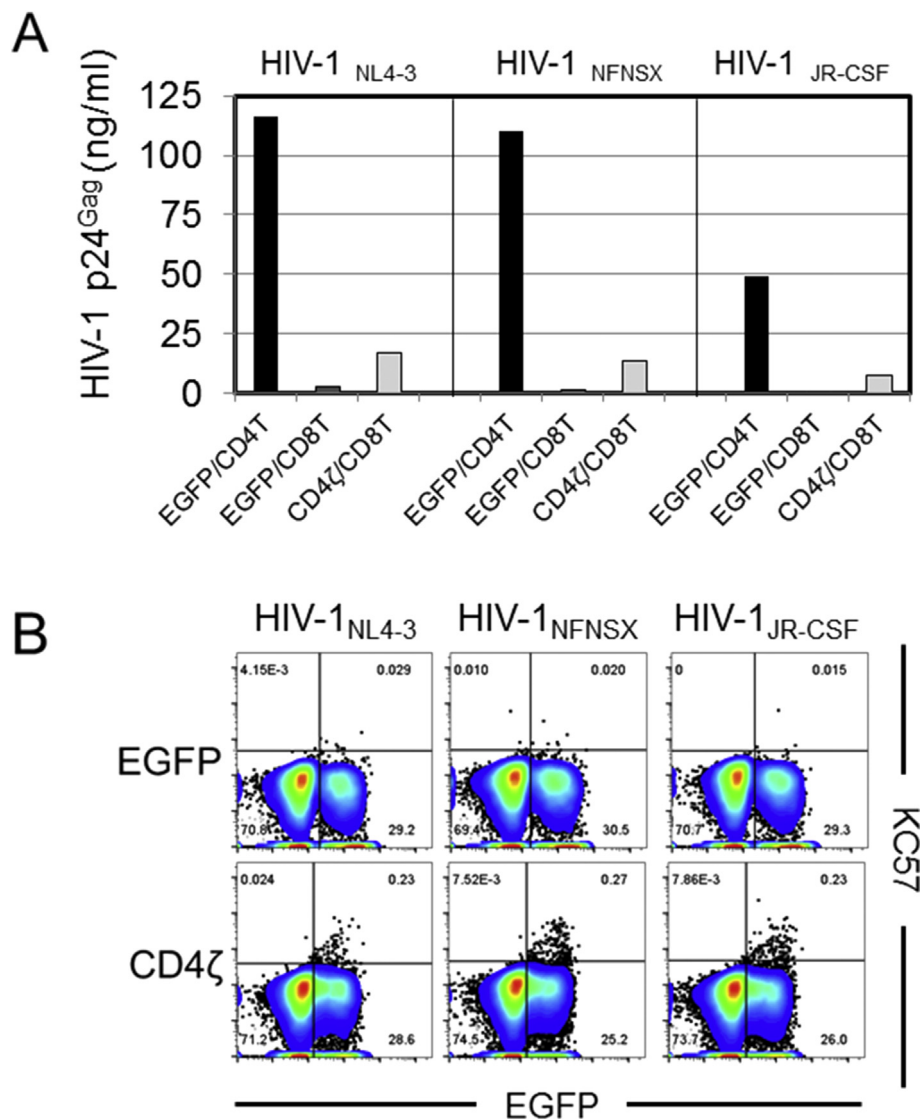 A
HIV-1 NL4-3 HIV-1 NFNSX HIV-1 JR-CSF
HIV-1 p24Gag (ng/ml)
125
100
75
50
25
0
EGFP/CD4T EGFP/CD8T CD4ζ/CD8T EGFP/CD4T EGFP/CD8T CD4ζ/CD8T EGFP/CD4T EGFP/CD8T CD4ζ/CD8T
B
HIV-1NL4-3 HIV-1NFNSX HIV-1JR-CSF
4.15E-3 0.029 0.010 0.020 0 0.015
EGFP
70.8 29.2 69.4 30.5 70.7 29.3
KC57
0.024 0.23 7.52E-3 0.27 7.86E-3 0.23
CD4ζ
71.2 28.6 74.5 25.2 73.7 26.0
EGFP